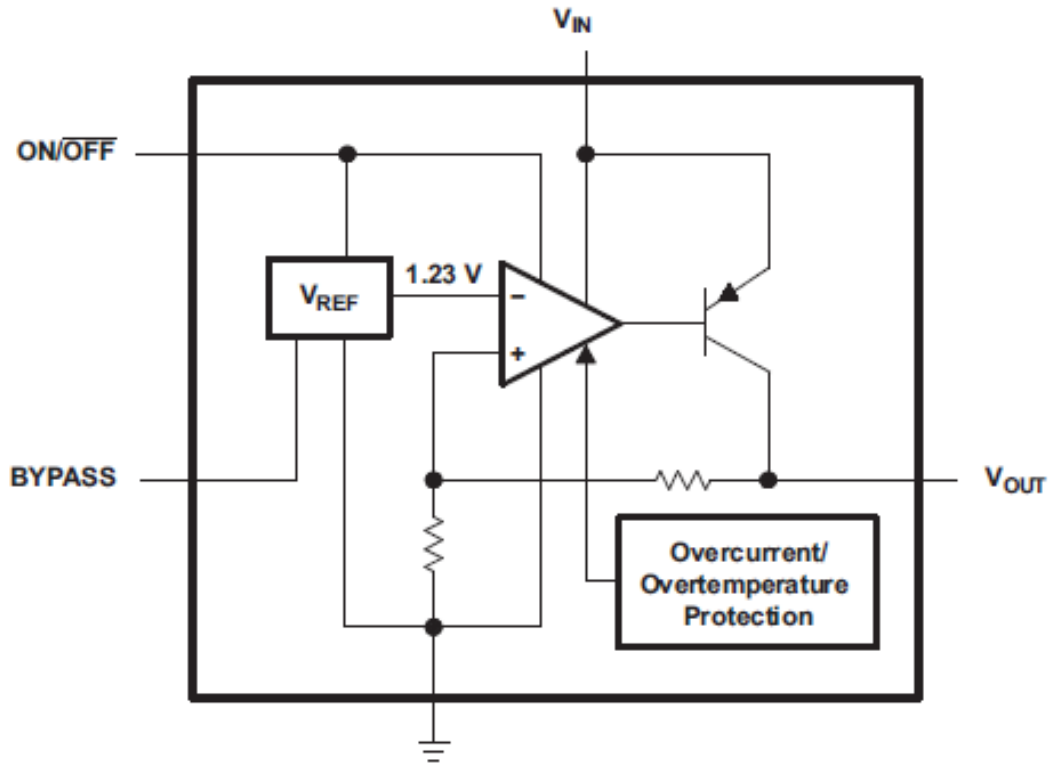 VIN
ON/OFF
1.23 V
VREF
−
+
BYPASS
VOUT
Overcurrent/
Overtemperature
Protection